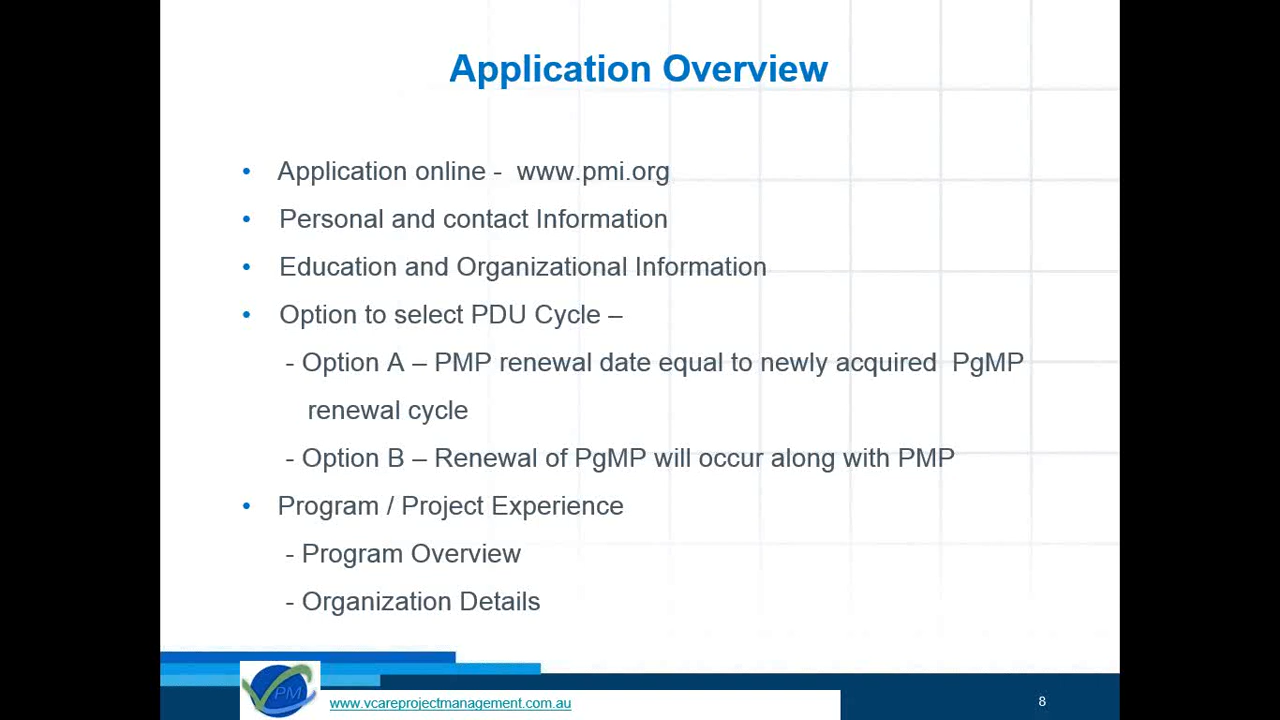 Application Overview
• Application online - www.pmi.org
• Personal and contact Information
• Education and Organizational Information
• Option to select PDU Cycle –
- Option A – PMP renewal date equal to newly acquired PgMP
renewal cycle
- Option B – Renewal of PgMP will occur along with PMP
• Program / Project Experience
- Program Overview
- Organization Details
PM
www.vcareprojectmanagement.com.au
8